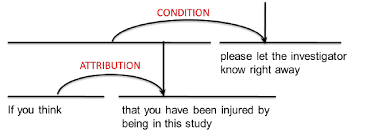 CONDITION
please let the investigator
know right away
ATTRIBUTION
If you think
that you have been injured by
being in this study